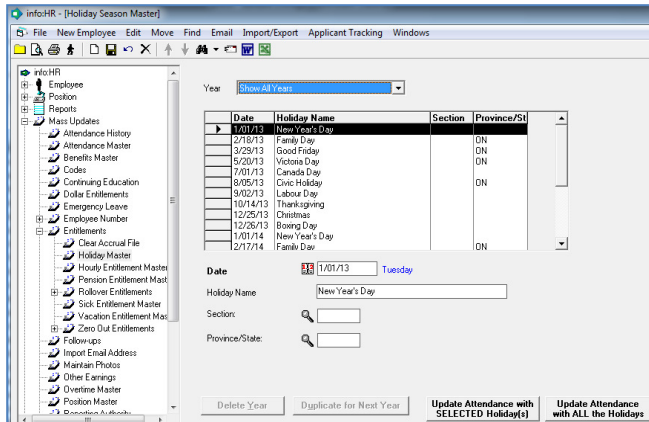 info:HR - [Holiday Season Master]
File New Employee Edit Move Find Email Import/Export Applicant Tracking Windows
info:HR
Employee
Position
Reports
Mass Updates
Attendance History
Attendance Master
Benefits Master
Codes
Continuing Education
Dollar Entitlements
Emergency Leave
Employee Number
Entitlements
Clear Accrual File
Holiday Master
Hourly Entitlement Master
Pension Entitlement Mast
Rollover Entitlements
Sick Entitlement Master
Vacation Entitlement Mas
Zero Out Entitlements
Follow-ups
Import Email Address
Maintain Photos
Other Earnings
Overtime Master
Position Master
Reporting Authority
Year Show All Years
Date Holiday Name Section Province/St
1/01/13 New Year's Day
2/18/13 Family Day ON
3/29/13 Good Friday ON
5/20/13 Victoria Day ON
7/01/13 Canada Day
8/05/13 Civic Holiday ON
9/02/13 Labour Day
10/14/13 Thanksgiving
12/25/13 Christmas
12/26/13 Boxing Day
1/01/14 New Year's Day
2/17/14 Family Day ON
Date 1/01/13 Tuesday
Holiday Name New Year's Day
Section:
Province/State:
Delete Year Duplicate for Next Year
Update Attendance with SELECTED Holiday(s)
Update Attendance with ALL the Holidays